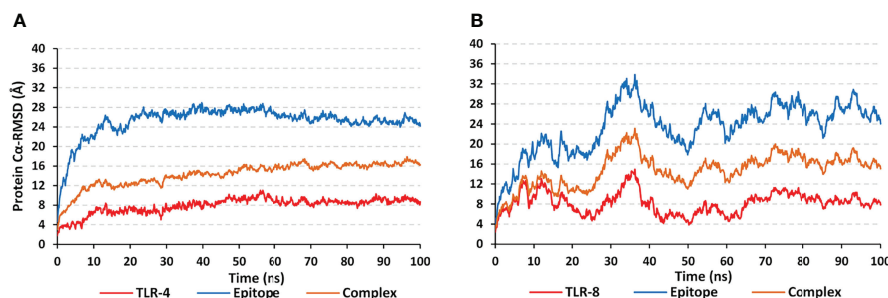 A
B
Protein Cα-RMSD (Å)
40
36
32
28
24
20
16
12
8
4
0
0 10 20 30 40 50 60 70 80 90 100
Time (ns)
TLR-4 Epitope Complex
40
36
32
28
24
20
16
12
8
4
0
0 10 20 30 40 50 60 70 80 90 100
Time (ns)
TLR-8 Epitope Complex